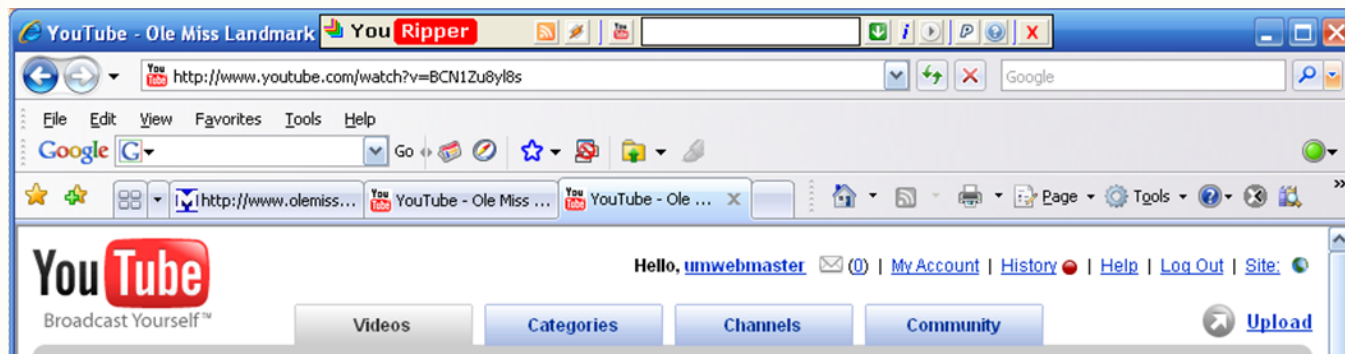 YouTube - Ole Miss Landmark You Ripper
http://www.youtube.com/watch?v=BCN1Zu8yl8s Google
File Edit View Favorites Tools Help
Google G Go
http://www.olemiss... YouTube - Ole Miss ... YouTube - Ole ... Page Tools
You Tube Hello, umwebmaster (0) | My Account | History | Help | Log Out | Site:
Broadcast Yourself™ Videos Categories Channels Community Upload